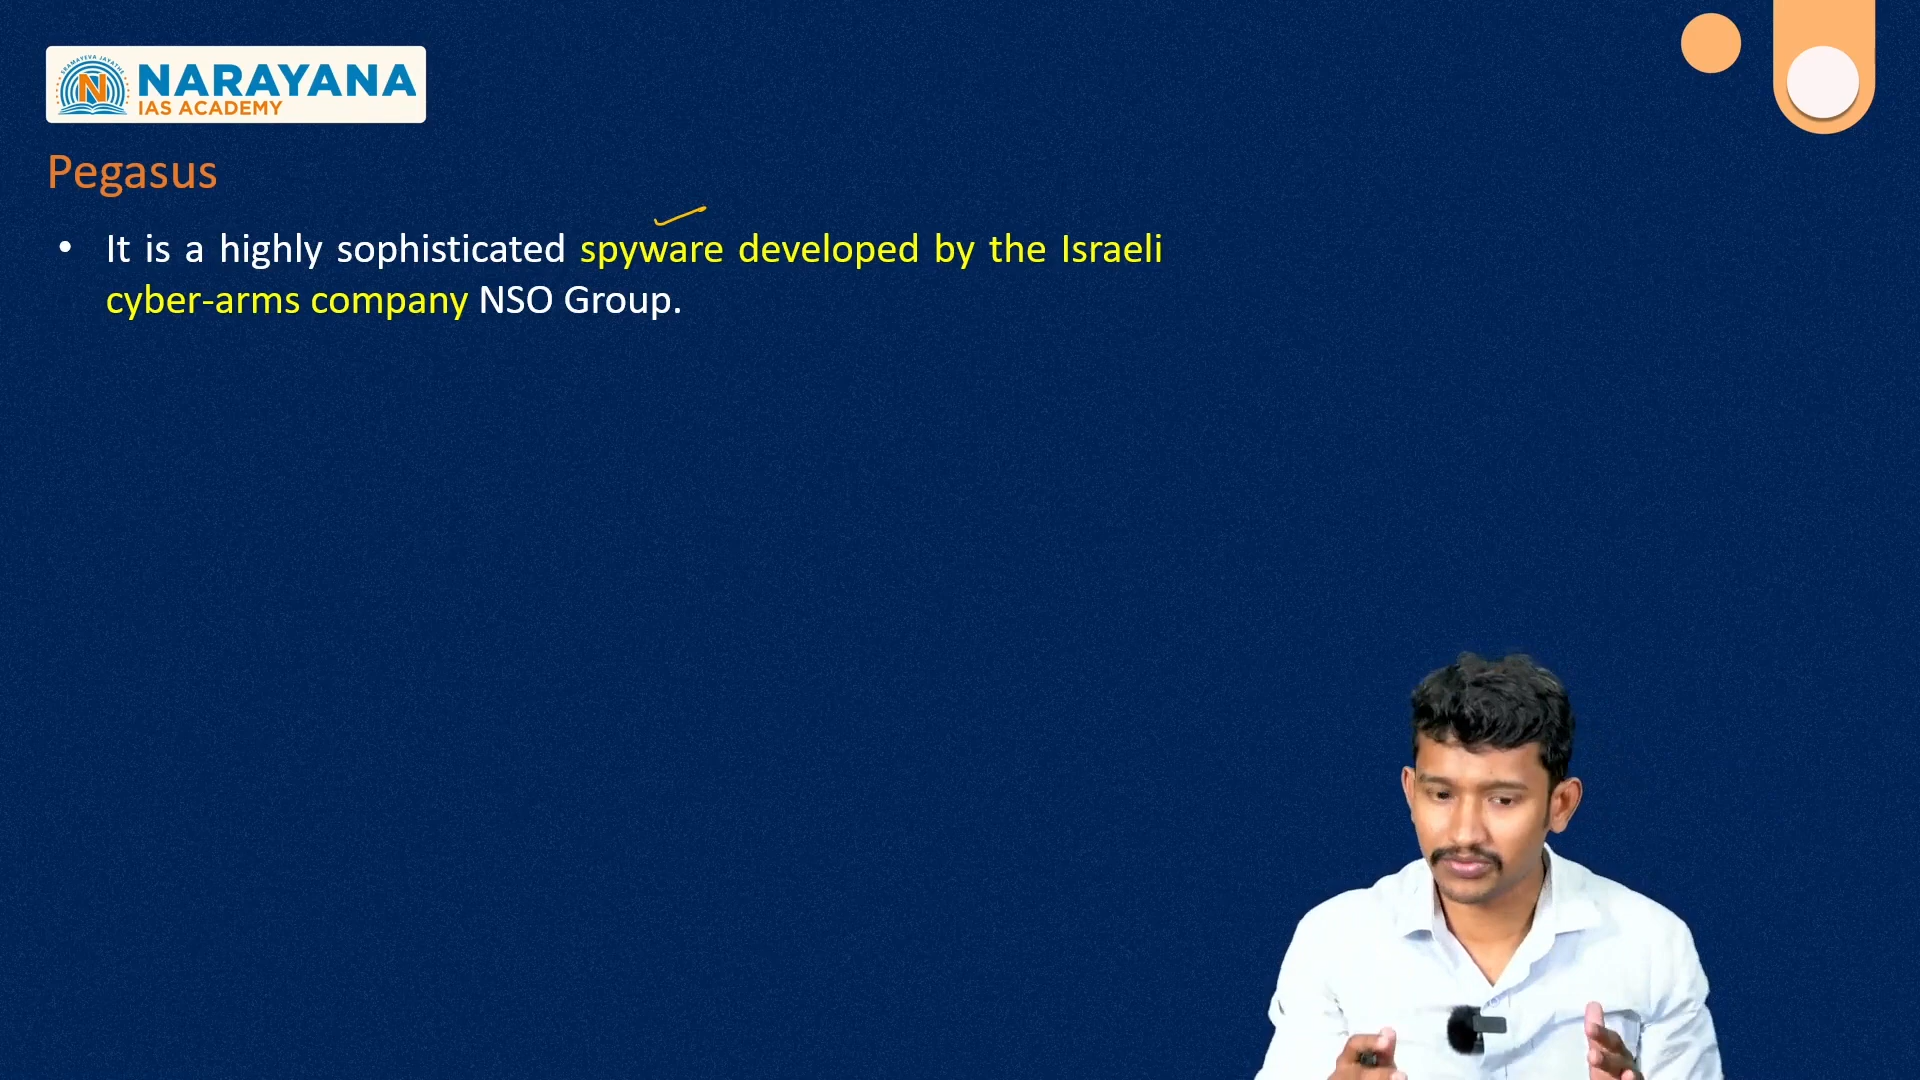 NARAYANA
IAS ACADEMY
Pegasus
• It is a highly sophisticated spyware developed by the Israeli
cyber-arms company NSO Group.